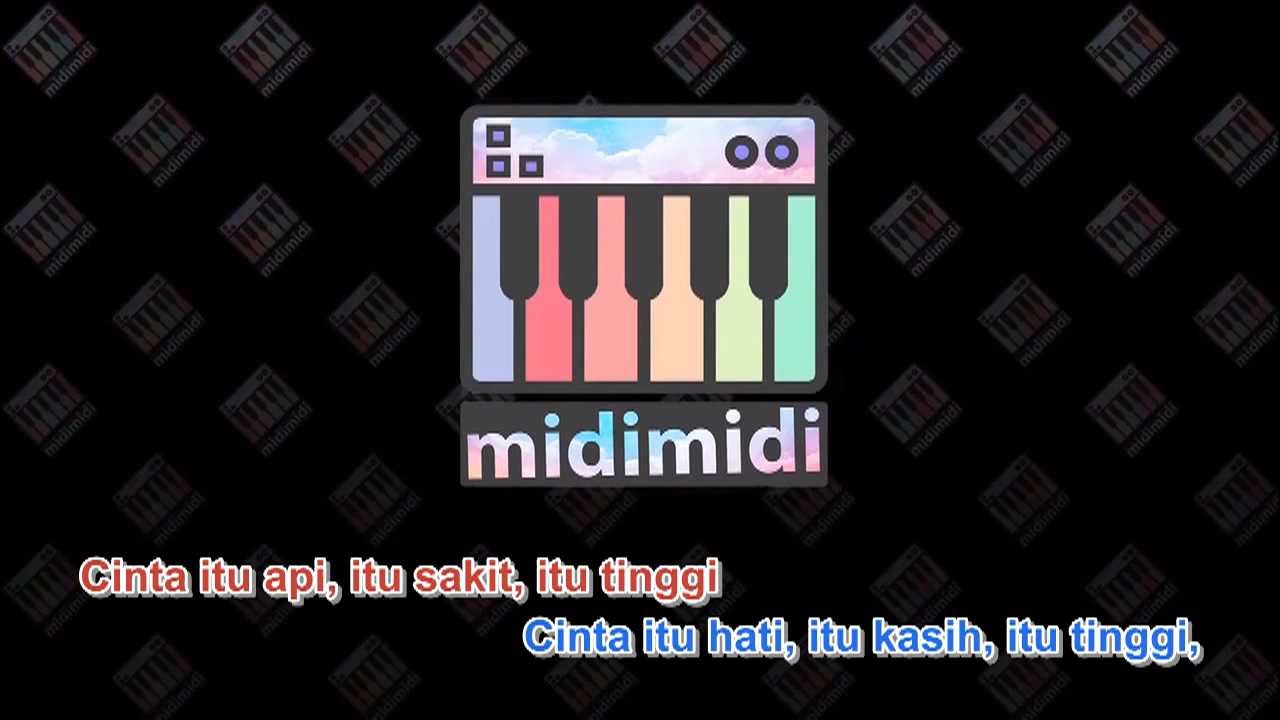 midimidi
Cinta itu api, itu sakit, itu tinggi
Cinta itu hati, itu kasih, itu tinggi,